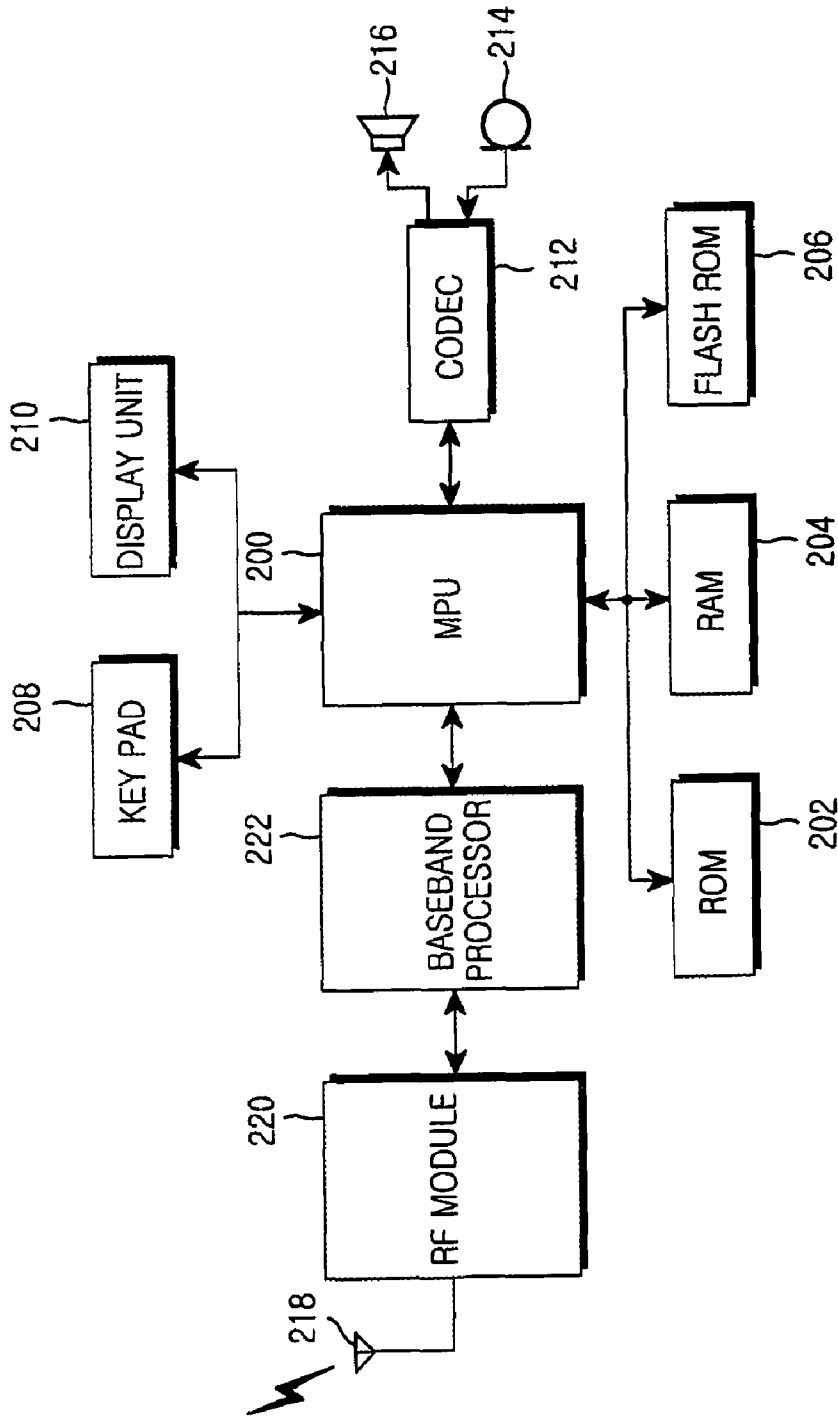 208
KEY PAD
210
DISPLAY UNIT
218
220
RF MODULE
222
BASEBAND
PROCESSOR
200
MPU
CODEC
212
216
214
ROM
202
RAM
204
FLASH ROM
206